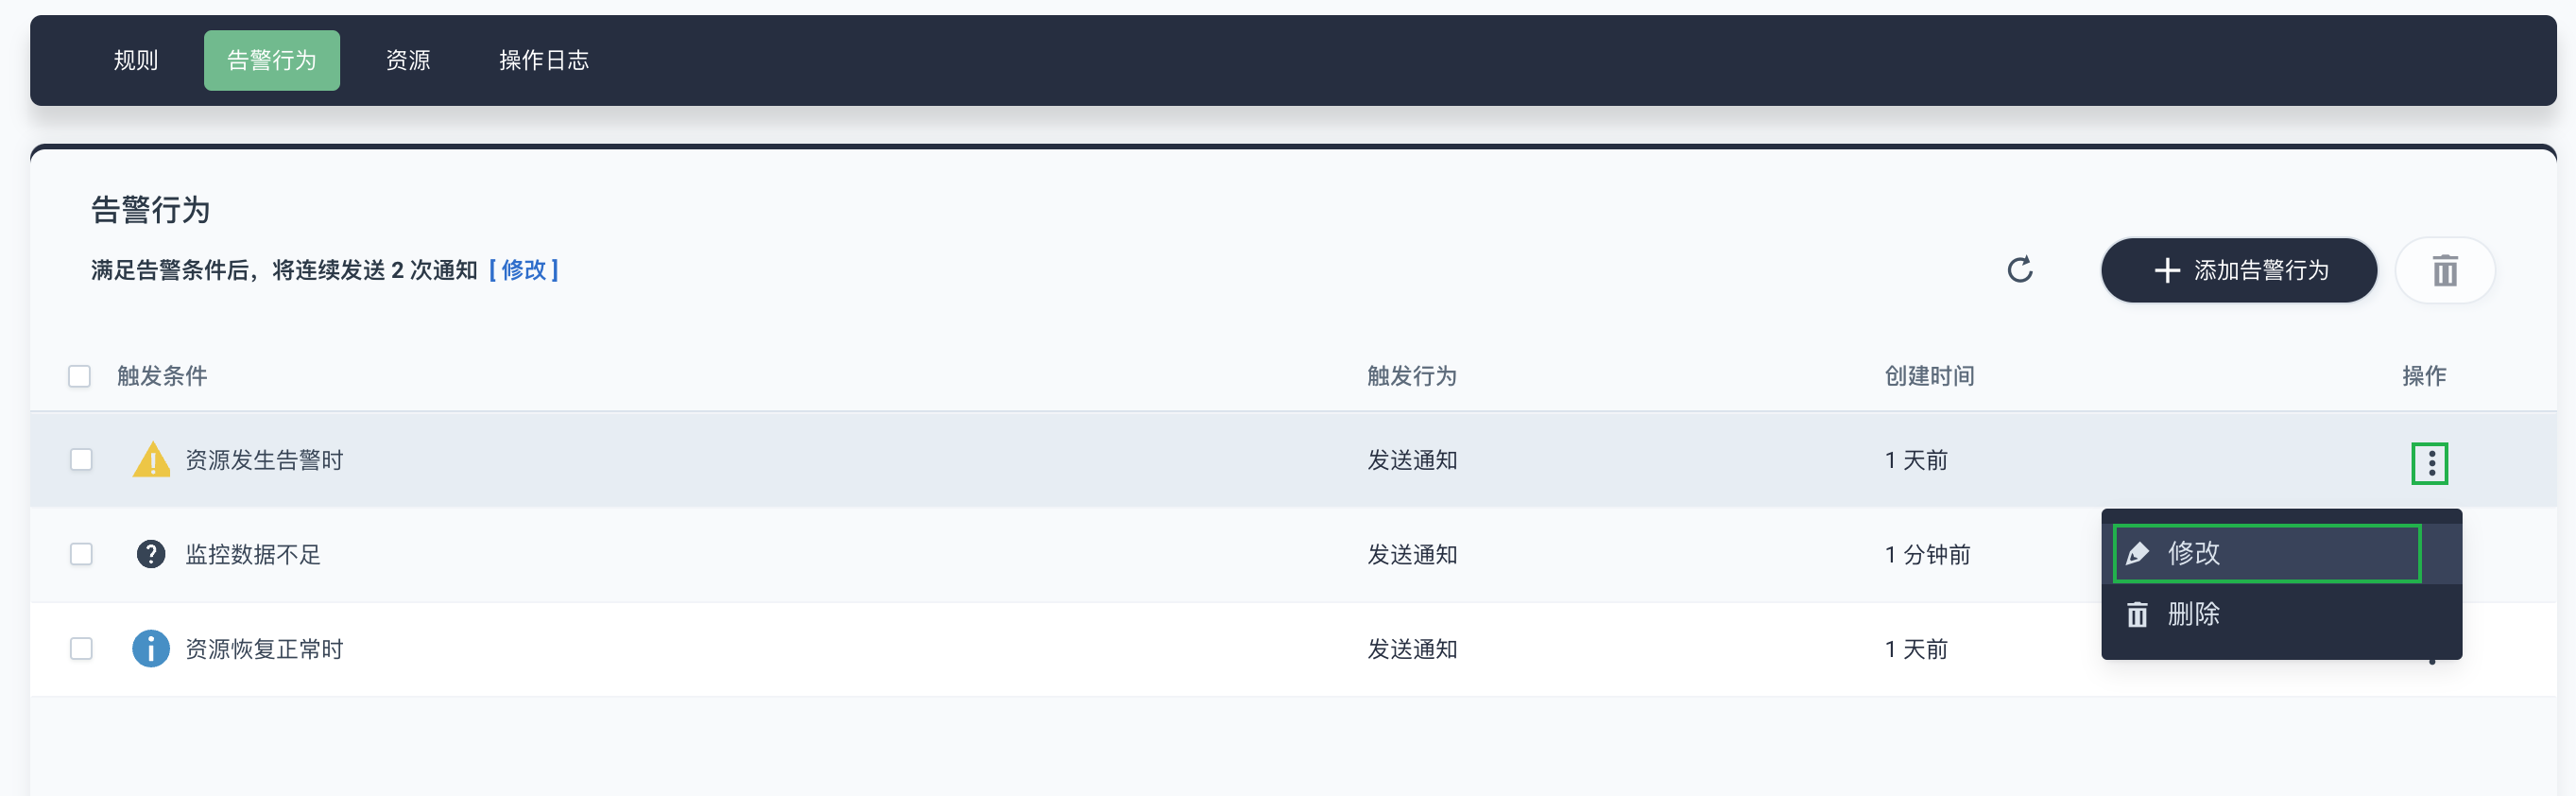 规则 告警行为 资源 操作日志
告警行为
满足告警条件后，将连续发送 2 次通知 [ 修改 ]
添加告警行为
触发条件 触发行为 创建时间 操作
资源发生告警时 发送通知 1 天前
监控数据不足 发送通知 1 分钟前
修改
删除
资源恢复正常时 发送通知 1 天前